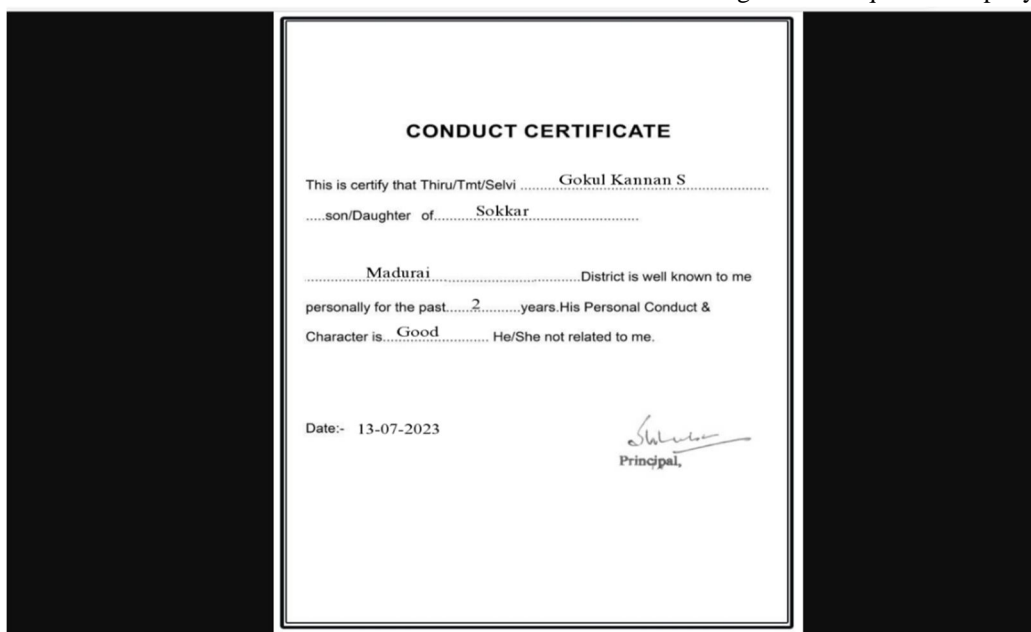 CONDUCT CERTIFICATE
This is certify that Thiru/Tmt/Selvi ..........Gokul Kannan S....................
.....son/Daughter of..........Sokkar..............................
...............Madurai........................................District is well known to me
personally for the past.......2..........years.His Personal Conduct &
Character is...Good............. He/She not related to me.
Date:- 13-07-2023
Principal,